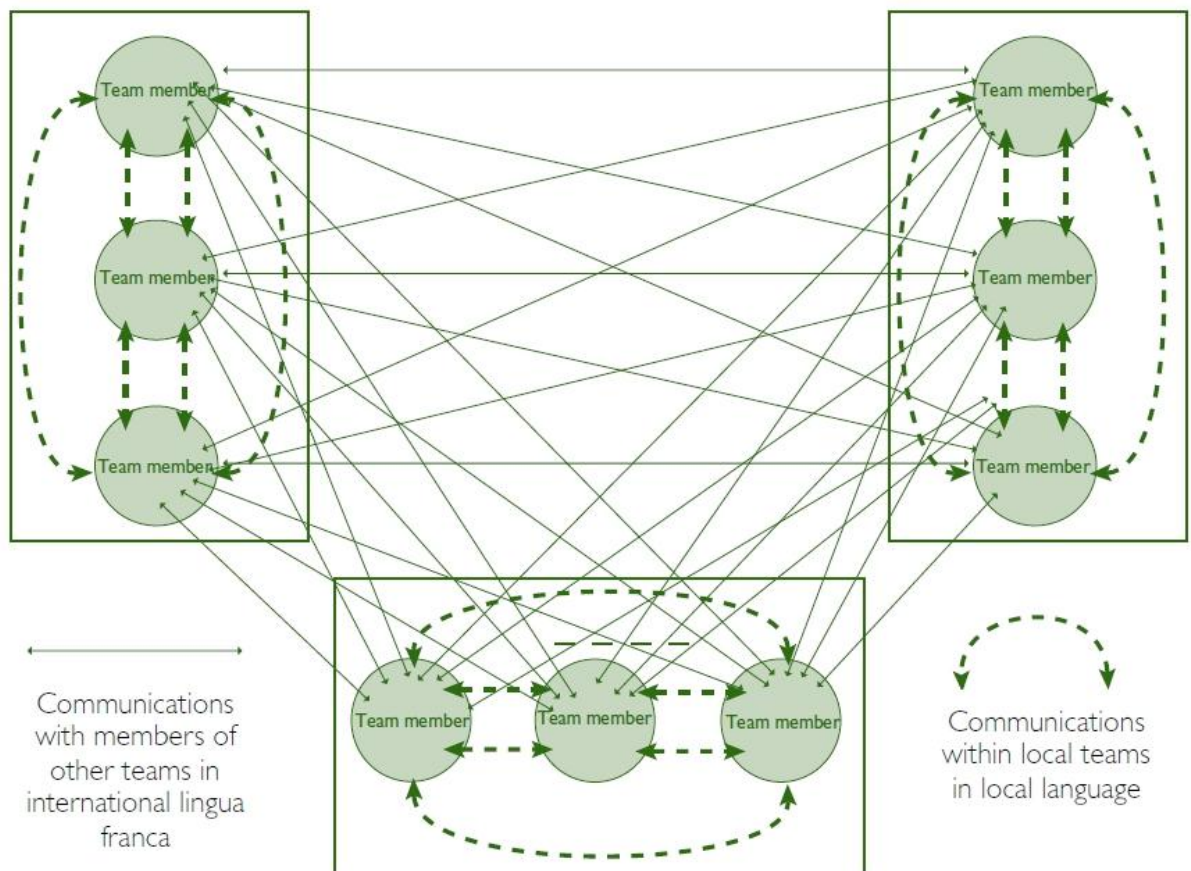 Team member
Team member
Team member
Team member
Team member
Team member
Team member
Team member
Team member
Communications
with members of
other teams in
international lingua
franca
Communications
within local teams
in local language